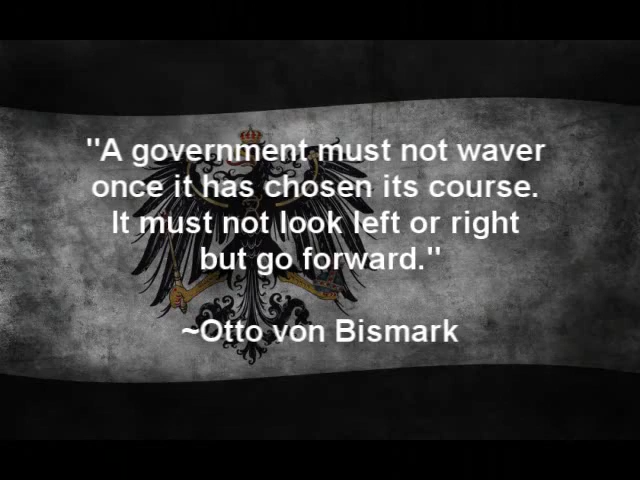 "A government must not waver
once it has chosen its course.
It must not look left or right
but go forward."
~Otto von Bismark